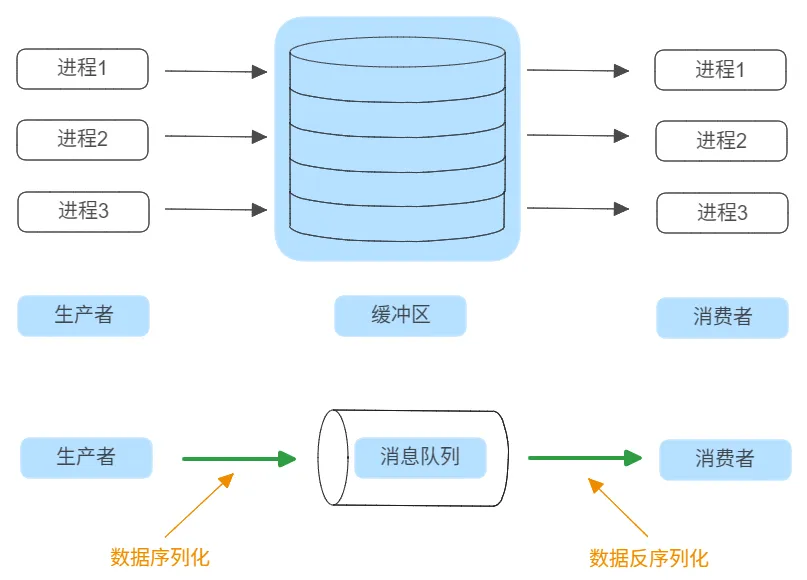 进程1
进程1
进程2
进程2
进程3
进程3
生产者
缓冲区
消费者
生产者
消息队列
消费者
数据序列化
数据反序列化